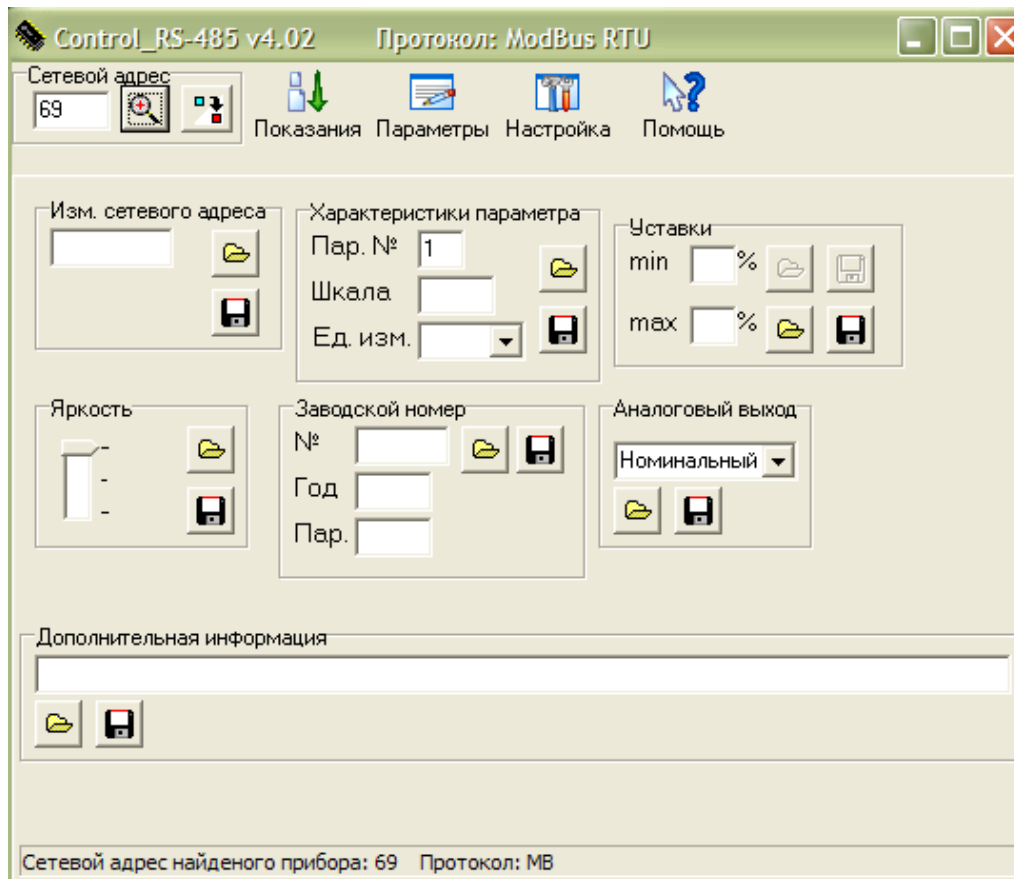 Control_RS-485 v4.02 Протокол: ModBus RTU
Сетевой адрес
69
Показания Параметры Настройка Помощь
Изм. сетевого адреса
Характеристики параметра
Пар. № 1
Шкала
Ед. изм.
Уставки
min %
max %
Яркость
Заводской номер
№
Год
Пар.
Аналоговый выход
Номинальный
Дополнительная информация
Сетевой адрес найденого прибора: 69 Протокол: MB